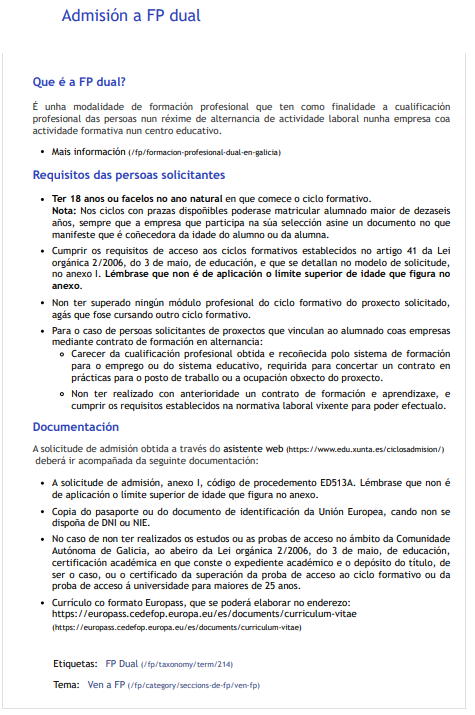 Admisión a FP dual
Que é a FP dual?
É unha modalidade de formación profesional que ten como finalidade a cualificación
profesional das persoas nun réxime de alternancia de actividade laboral nunha empresa coa
actividade formativa nun centro educativo.
• Mais información (/fp/formacion-profesional-dual-en-galicia)
Requisitos das persoas solicitantes
• Ter 18 anos ou facelos no ano natural en que comece o ciclo formativo.
Nota: Nos ciclos con prazas dispoñibles poderase matricular alumnado maior de dezaseis
años, sempre que a empresa que participa na súa selección asine un documento no que
manifeste que é coñecedora da idade do alumno ou da alumna.
• Cumprir os requisitos de acceso aos ciclos formativos establecidos no artigo 41 da Lei
orgánica 2/2006, do 3 de maio, de educación, e que se detallan no modelo de solicitude,
no anexo I. Lémbrase que non é de aplicación o límite superior de idade que figura no
anexo.
• Non ter superado ningún módulo profesional do ciclo formativo do proxecto solicitado,
agás que fose cursando outro ciclo formativo.
• Para o caso de persoas solicitantes de proxectos que vinculan ao alumnado coas empresas
mediante contrato de formación en alternancia:
○ Carecer da cualificación profesional obtida e recoñecida polo sistema de formación
para o emprego ou do sistema educativo, requirida para concertar un contrato en
prácticas para o posto de traballo ou a ocupación obxecto do proxecto.
○ Non ter realizado con anterioridade un contrato de formación e aprendizaxe, e
cumprir os requisitos establecidos na normativa laboral vixente para poder efectualo.
Documentación
A solicitude de admisión obtida a través do asistente web (https://www.edu.xunta.es/ciclosadmision/)
deberá ir acompañada da seguinte documentación:
• A solicitude de admisión, anexo I, código de procedemento ED513A. Lémbrase que non é
de aplicación o límite superior de idade que figura no anexo.
• Copia do pasaporte ou do documento de identificación da Unión Europea, cando non se
dispoña de DNI ou NIE.
• No caso de non ter realizados os estudos ou as probas de acceso no ámbito da Comunidade
Autónoma de Galicia, ao abeiro da Lei orgánica 2/2006, do 3 de maio, de educación,
certificación académica en que conste o expediente académico e o depósito do título, de
ser o caso, ou o certificado da superación da proba de acceso ao ciclo formativo ou da
proba de acceso á universidade para maiores de 25 anos.
• Currículo co formato Europass, que se poderá elaborar no enderezo:
https://europass.cedefop.europa.eu/es/documents/curriculum-vitae
(https://europass.cedefop.europa.eu/es/documents/curriculum-vitae)
Etiquetas: FP Dual (/fp/taxonomy/term/214)
Tema: Ven a FP (/fp/category/seccions-de-fp/ven-fp)